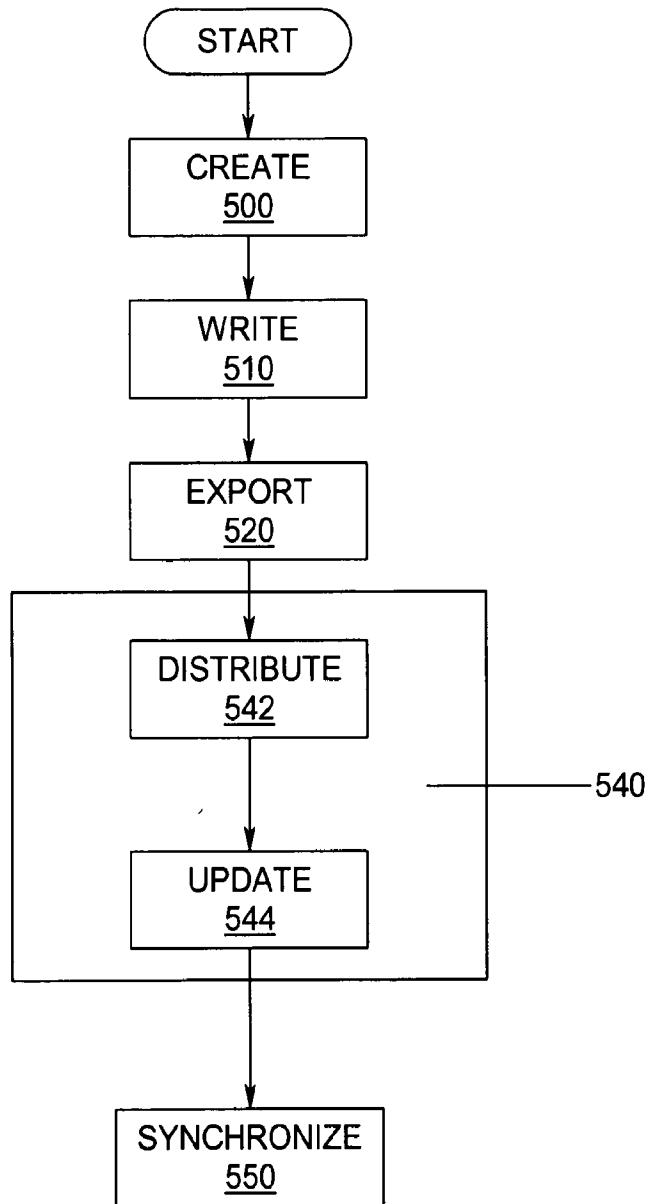 START
CREATE
500
WRITE
510
EXPORT
520
DISTRIBUTE
542
540
UPDATE
544
SYNCHRONIZE
550